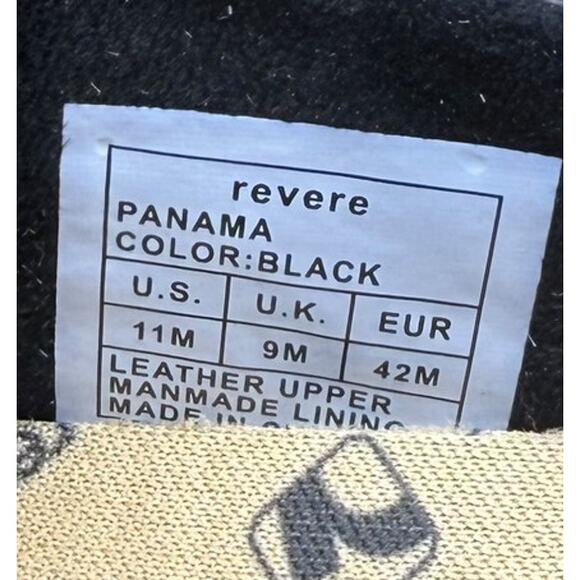 revere
PANAMA
COLOR:BLACK
U.S. U.K. EUR
11M 9M 42M
LEATHER UPPER
MANMADE LINING
MADE IN